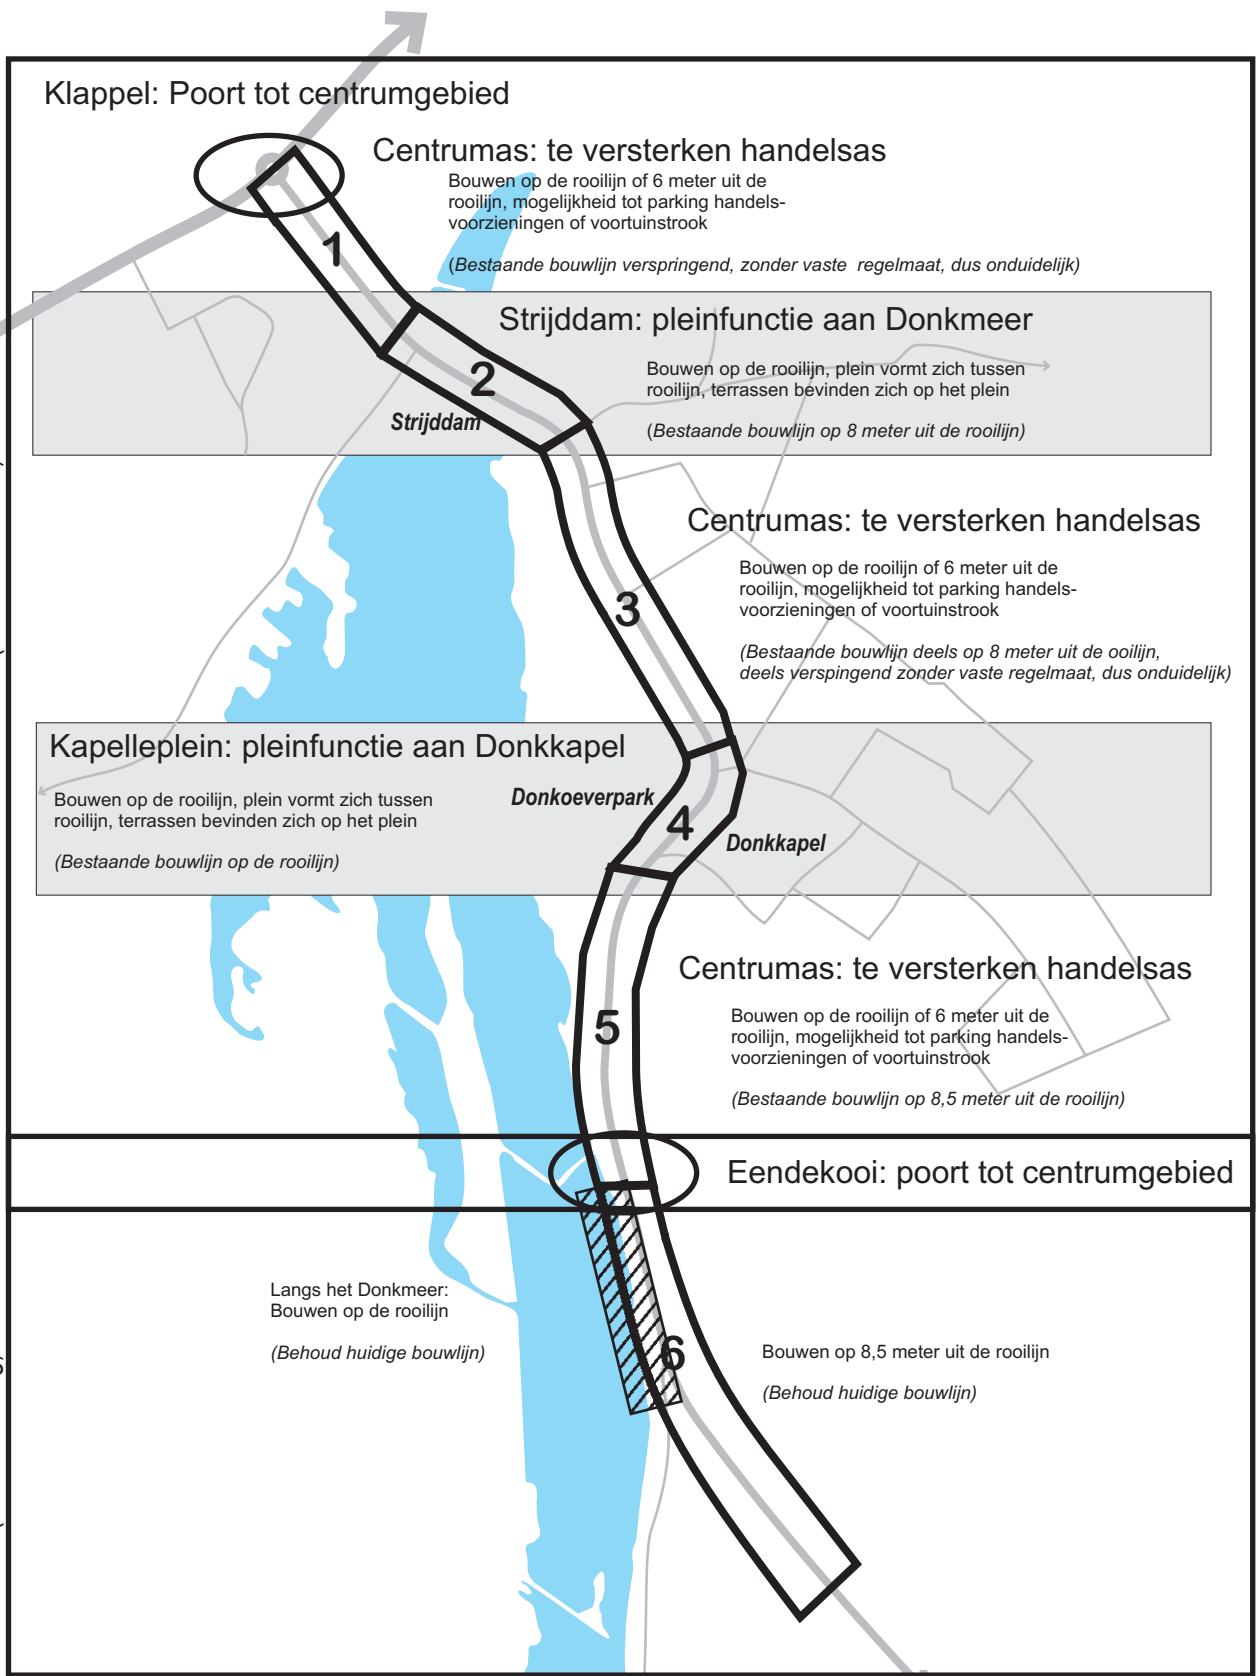 Klappel: Poort tot centrumgebied
Centrumas: te versterken handelsas
Bouwen op de rooilijn of 6 meter uit de
rooilijn, mogelijkheid tot parking handels-
voorzieningen of voortuinstrook
(Bestaande bouwlijn verspringend, zonder vaste regelmaat, dus onduidelijk)
1
Strijddam: pleinfunctie aan Donkmeer
Bouwen op de rooilijn, plein vormt zich tussen
rooilijn, terrassen bevinden zich op het plein
(Bestaande bouwlijn op 8 meter uit de rooilijn)
2
Strijddam
Centrumas: te versterken handelsas
Bouwen op de rooilijn of 6 meter uit de
rooilijn, mogelijkheid tot parking handels-
voorzieningen of voortuinstrook
(Bestaande bouwlijn deels op 8 meter uit de ooilijn,
deels verspingend zonder vaste regelmaat, dus onduidelijk)
3
Kapelleplein: pleinfunctie aan Donkkapel
Bouwen op de rooilijn, plein vormt zich tussen
rooilijn, terrassen bevinden zich op het plein
(Bestaande bouwlijn op de rooilijn)
Donkoeverpark
4
Donkkapel
Centrumas: te versterken handelsas
Bouwen op de rooilijn of 6 meter uit de
rooilijn, mogelijkheid tot parking handels-
voorzieningen of voortuinstrook
(Bestaande bouwlijn op 8,5 meter uit de rooilijn)
5
Eendekooi: poort tot centrumgebied
Langs het Donkmeer:
Bouwen op de rooilijn
(Behoud huidige bouwlijn)
6
Bouwen op 8,5 meter uit de rooilijn
(Behoud huidige bouwlijn)